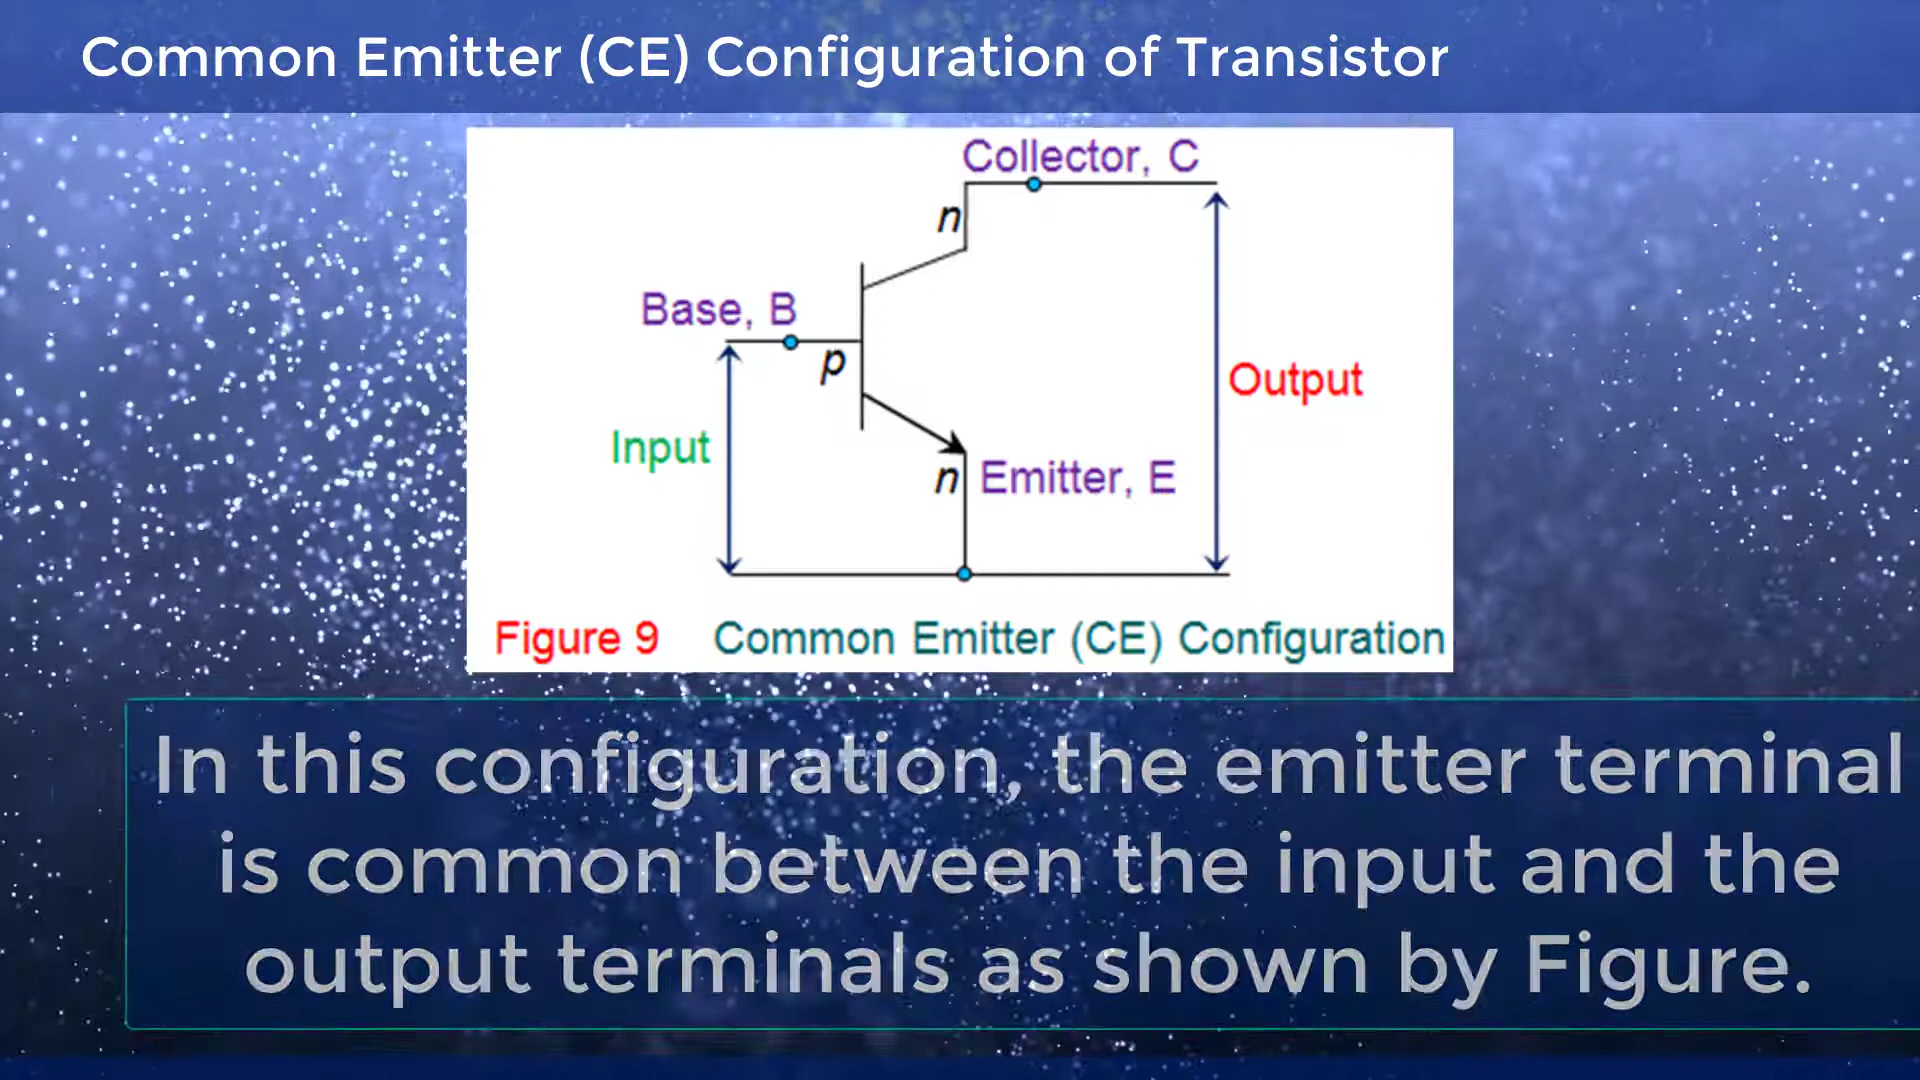 Common Emitter (CE) Configuration of Transistor
Collector, C
n
Base, B
p
Output
Input
n Emitter, E
Figure 9 Common Emitter (CE) Configuration
In this configuration, the emitter terminal
is common between the input and the
output terminals as shown by Figure.